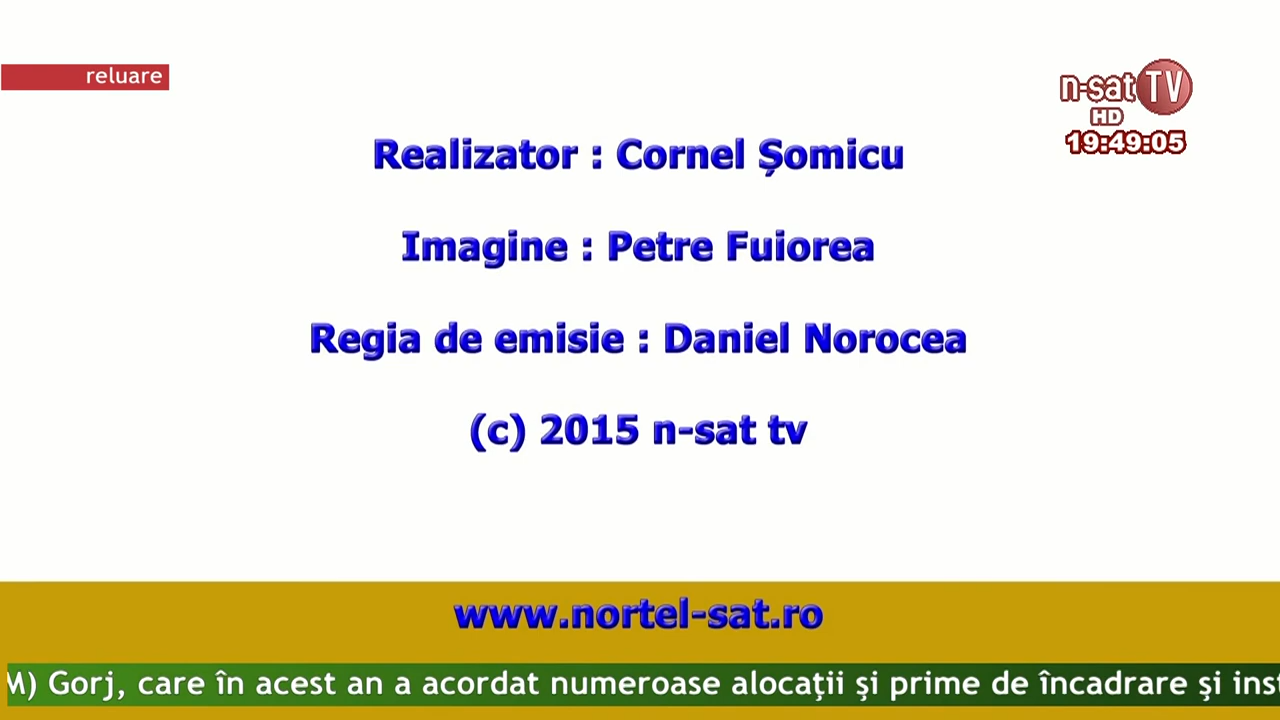 reluare
n-sat TV
HD
19:49:05
Realizator : Cornel Șomicu
Imagine : Petre Fuiorea
Regia de emisie : Daniel Norocea
(c) 2015 n-sat tv
www.nortel-sat.ro
M) Gorj, care în acest an a acordat numeroase alocaţii şi prime de încadrare şi inst